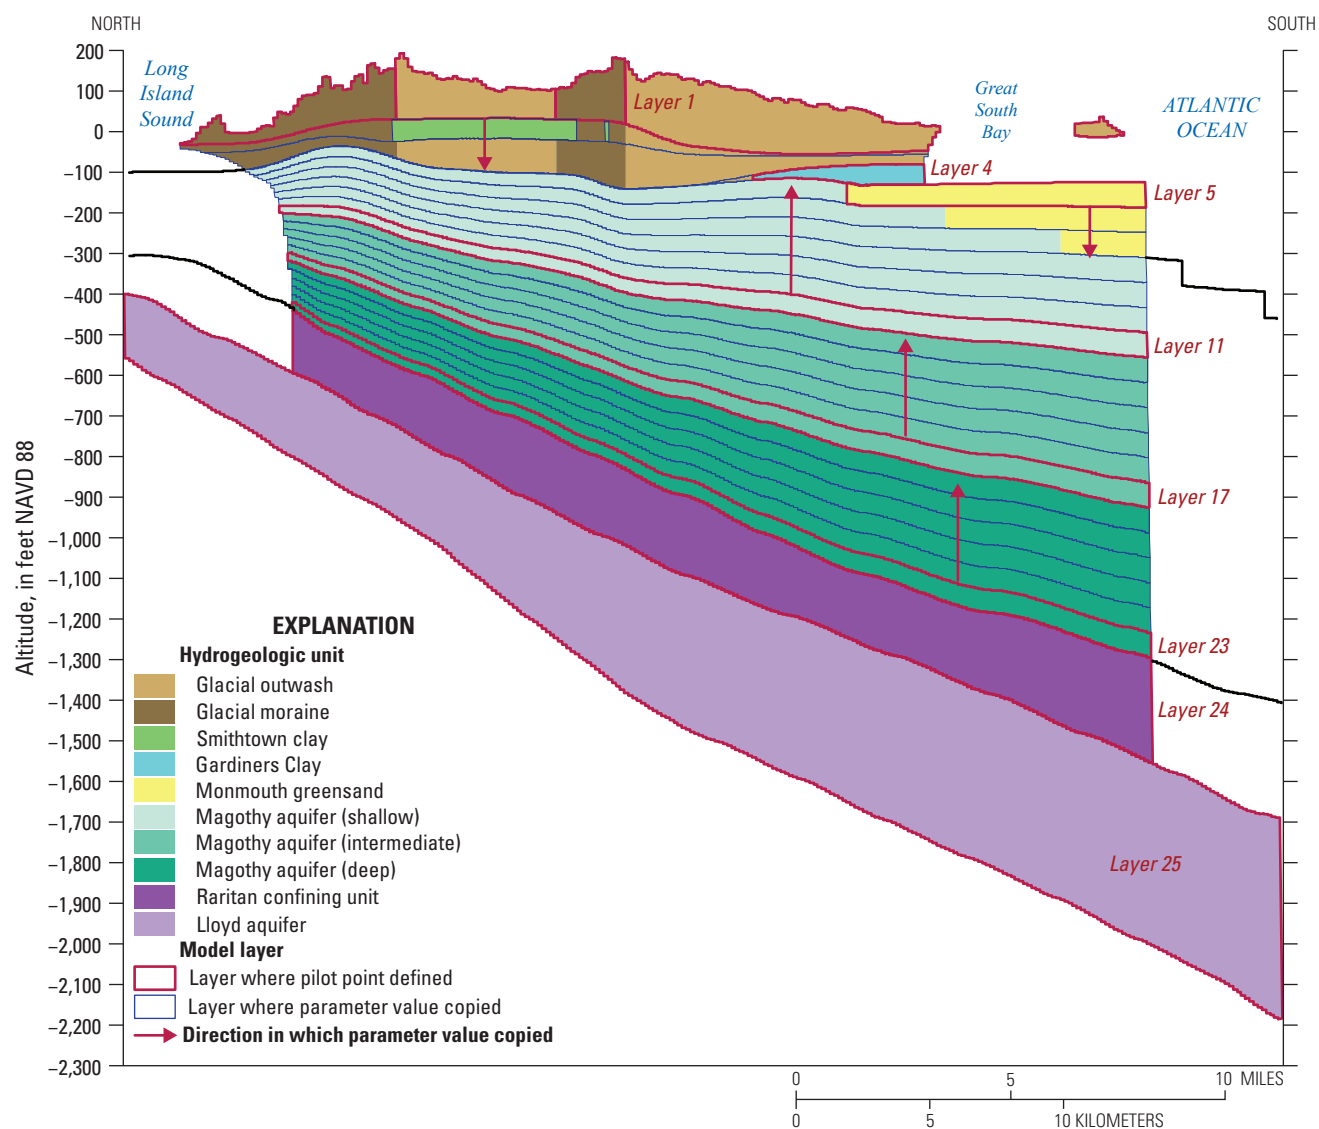 NORTH
SOUTH
200
100
0
−100
−200
−300
−400
−500
−600
−700
−800
−900
−1,000
−1,100
−1,200
−1,300
−1,400
−1,500
−1,600
−1,700
−1,800
−1,900
−2,000
−2,100
−2,200
−2,300
Altitude, in feet NAVD 88
Long
Island
Sound
Great
South
Bay
ATLANTIC
OCEAN
Layer 1
Layer 4
Layer 5
Layer 11
Layer 17
Layer 23
Layer 24
Layer 25
EXPLANATION
Hydrogeologic unit
Glacial outwash
Glacial moraine
Smithtown clay
Gardiners Clay
Monmouth greensand
Magothy aquifer (shallow)
Magothy aquifer (intermediate)
Magothy aquifer (deep)
Raritan confining unit
Lloyd aquifer
Model layer
Layer where pilot point defined
Layer where parameter value copied
Direction in which parameter value copied
0 5 10 MILES
0 5 10 KILOMETERS